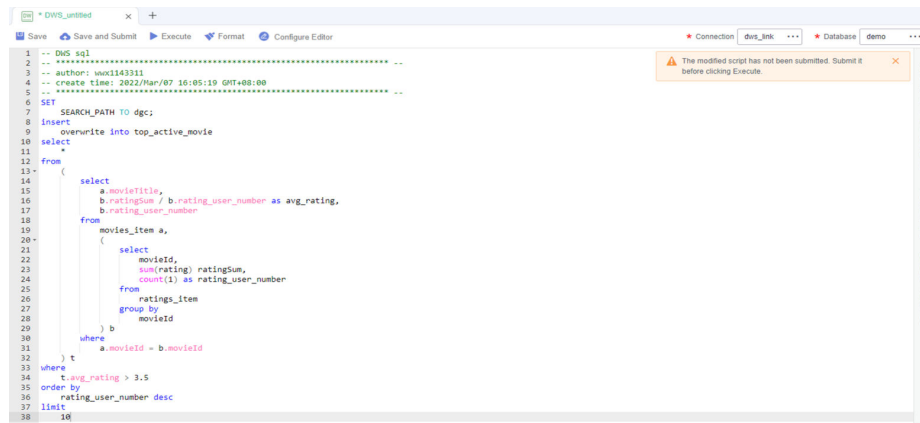 DW * DWS_untitled × +
Save Save and Submit Execute Format Configure Editor * Connection dws_link ··· * Database demo ···
The modified script has not been submitted. Submit it ×
before clicking Execute.
1 -- DWS sql
2 -- ******************************************************************** --
3 -- author: wwx1143311
4 -- create time: 2022/Mar/07 16:05:19 GMT+08:00
5 -- ******************************************************************** --
6 SET
7 SEARCH_PATH TO dgc;
8 insert
9 overwrite into top_active_movie
10 select
11 *
12 from
13 (
14 select
15 a.movieTitle,
16 b.ratingSum / b.rating_user_number as avg_rating,
17 b.rating_user_number
18 from
19 movies_item a,
20 (
21 select
22 movieId,
23 sum(rating) ratingSum,
24 count(1) as rating_user_number
25 from
26 ratings_item
27 group by
28 movieId
29 ) b
30 where
31 a.movieId = b.movieId
32 ) t
33 where
34 t.avg_rating > 3.5
35 order by
36 rating_user_number desc
37 limit
38 10